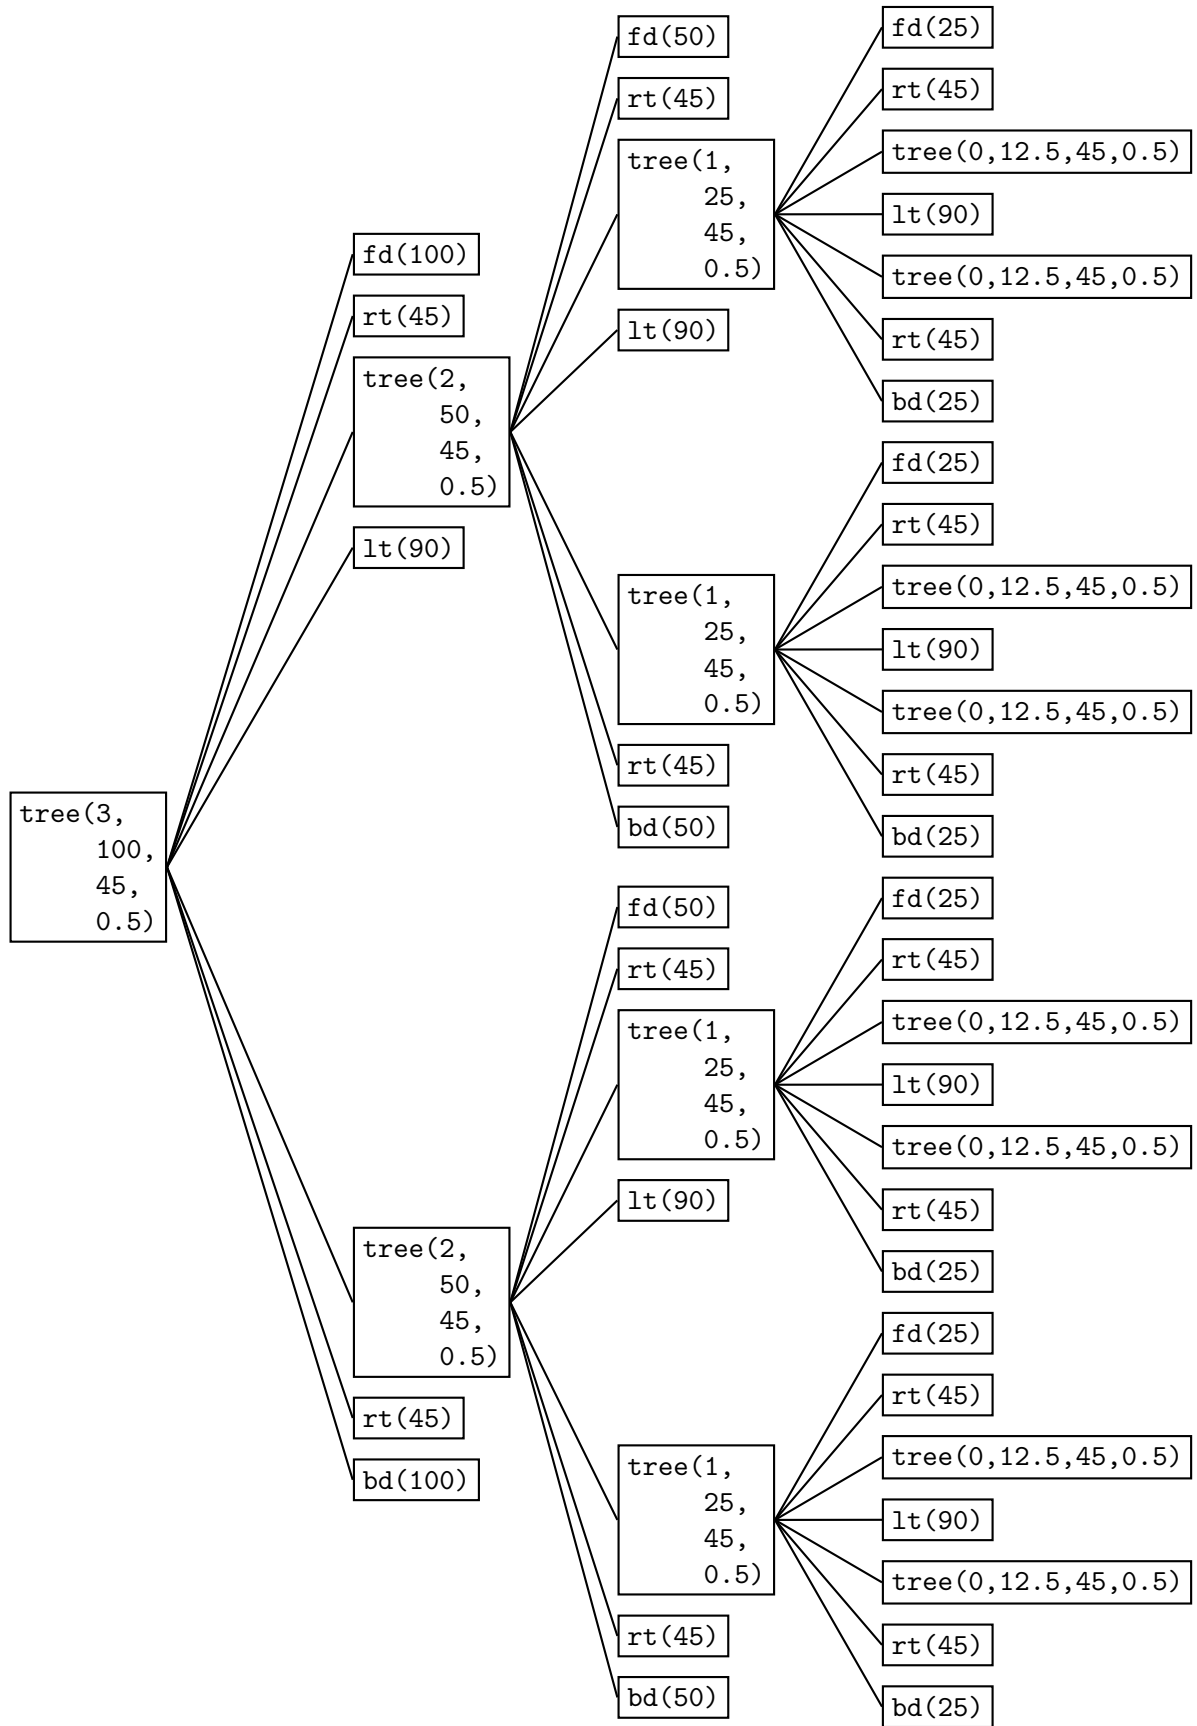 tree(3,
100,
45,
0.5)
fd(100)
rt(45)
tree(2,
50,
45,
0.5)
lt(90)
tree(2,
50,
45,
0.5)
rt(45)
bd(100)
fd(50)
rt(45)
tree(1,
25,
45,
0.5)
lt(90)
tree(1,
25,
45,
0.5)
rt(45)
bd(50)
fd(50)
rt(45)
tree(1,
25,
45,
0.5)
lt(90)
tree(1,
25,
45,
0.5)
rt(45)
bd(50)
fd(25)
rt(45)
tree(0,12.5,45,0.5)
lt(90)
tree(0,12.5,45,0.5)
rt(45)
bd(25)
fd(25)
rt(45)
tree(0,12.5,45,0.5)
lt(90)
tree(0,12.5,45,0.5)
rt(45)
bd(25)
fd(25)
rt(45)
tree(0,12.5,45,0.5)
lt(90)
tree(0,12.5,45,0.5)
rt(45)
bd(25)
fd(25)
rt(45)
tree(0,12.5,45,0.5)
lt(90)
tree(0,12.5,45,0.5)
rt(45)
bd(25)